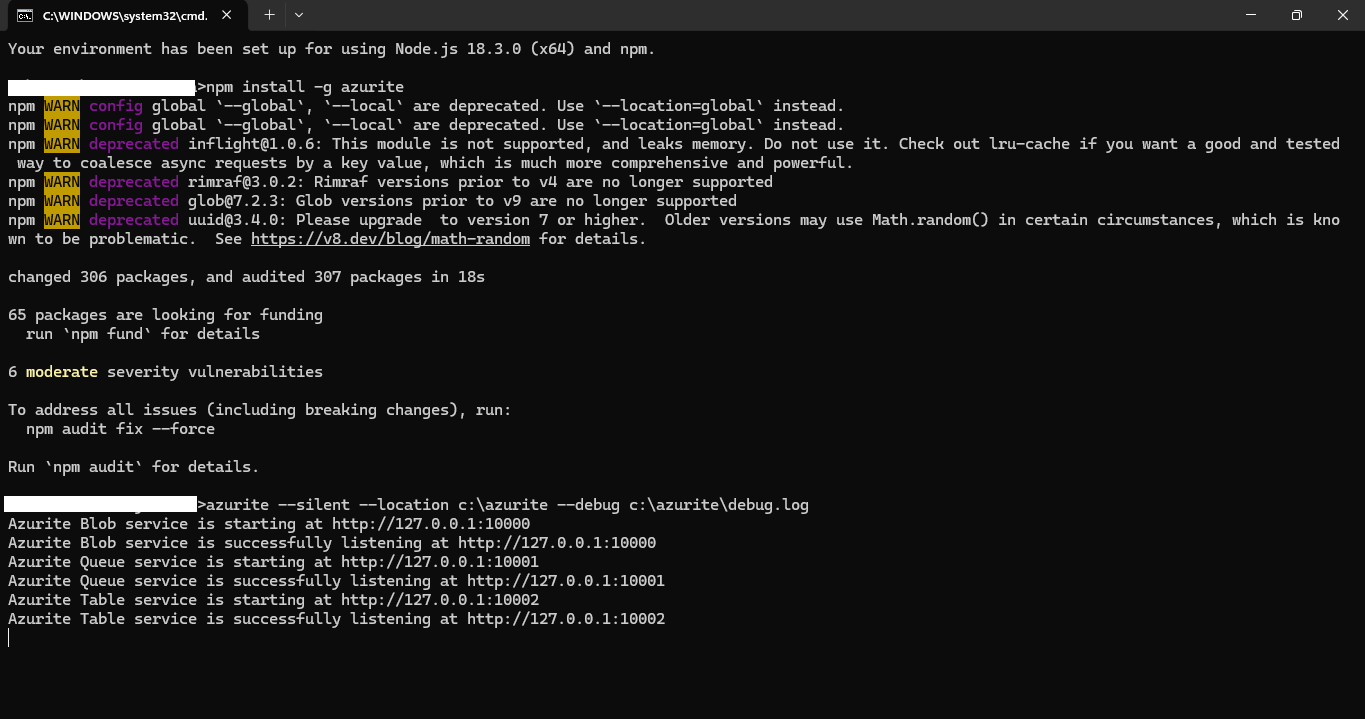 C:\WINDOWS\system32\cmd.
Your environment has been set up for using Node.js 18.3.0 (x64) and npm.
>npm install -g azurite
npm WARN config global `--global`, `--local` are deprecated. Use `--location=global` instead.
npm WARN config global `--global`, `--local` are deprecated. Use `--location=global` instead.
npm WARN deprecated inflight@1.0.6: This module is not supported, and leaks memory. Do not use it. Check out lru-cache if you want a good and tested
way to coalesce async requests by a key value, which is much more comprehensive and powerful.
npm WARN deprecated rimraf@3.0.2: Rimraf versions prior to v4 are no longer supported
npm WARN deprecated glob@7.2.3: Glob versions prior to v9 are no longer supported
npm WARN deprecated uuid@3.4.0: Please upgrade  to version 7 or higher.  Older versions may use Math.random() in certain circumstances, which is kno
wn to be problematic.  See https://v8.dev/blog/math-random for details.
changed 306 packages, and audited 307 packages in 18s
65 packages are looking for funding
  run `npm fund` for details
6 moderate severity vulnerabilities
To address all issues (including breaking changes), run:
  npm audit fix --force
Run `npm audit` for details.
>azurite --silent --location c:\azurite --debug c:\azurite\debug.log
Azurite Blob service is starting at http://127.0.0.1:10000
Azurite Blob service is successfully listening at http://127.0.0.1:10000
Azurite Queue service is starting at http://127.0.0.1:10001
Azurite Queue service is successfully listening at http://127.0.0.1:10001
Azurite Table service is starting at http://127.0.0.1:10002
Azurite Table service is successfully listening at http://127.0.0.1:10002